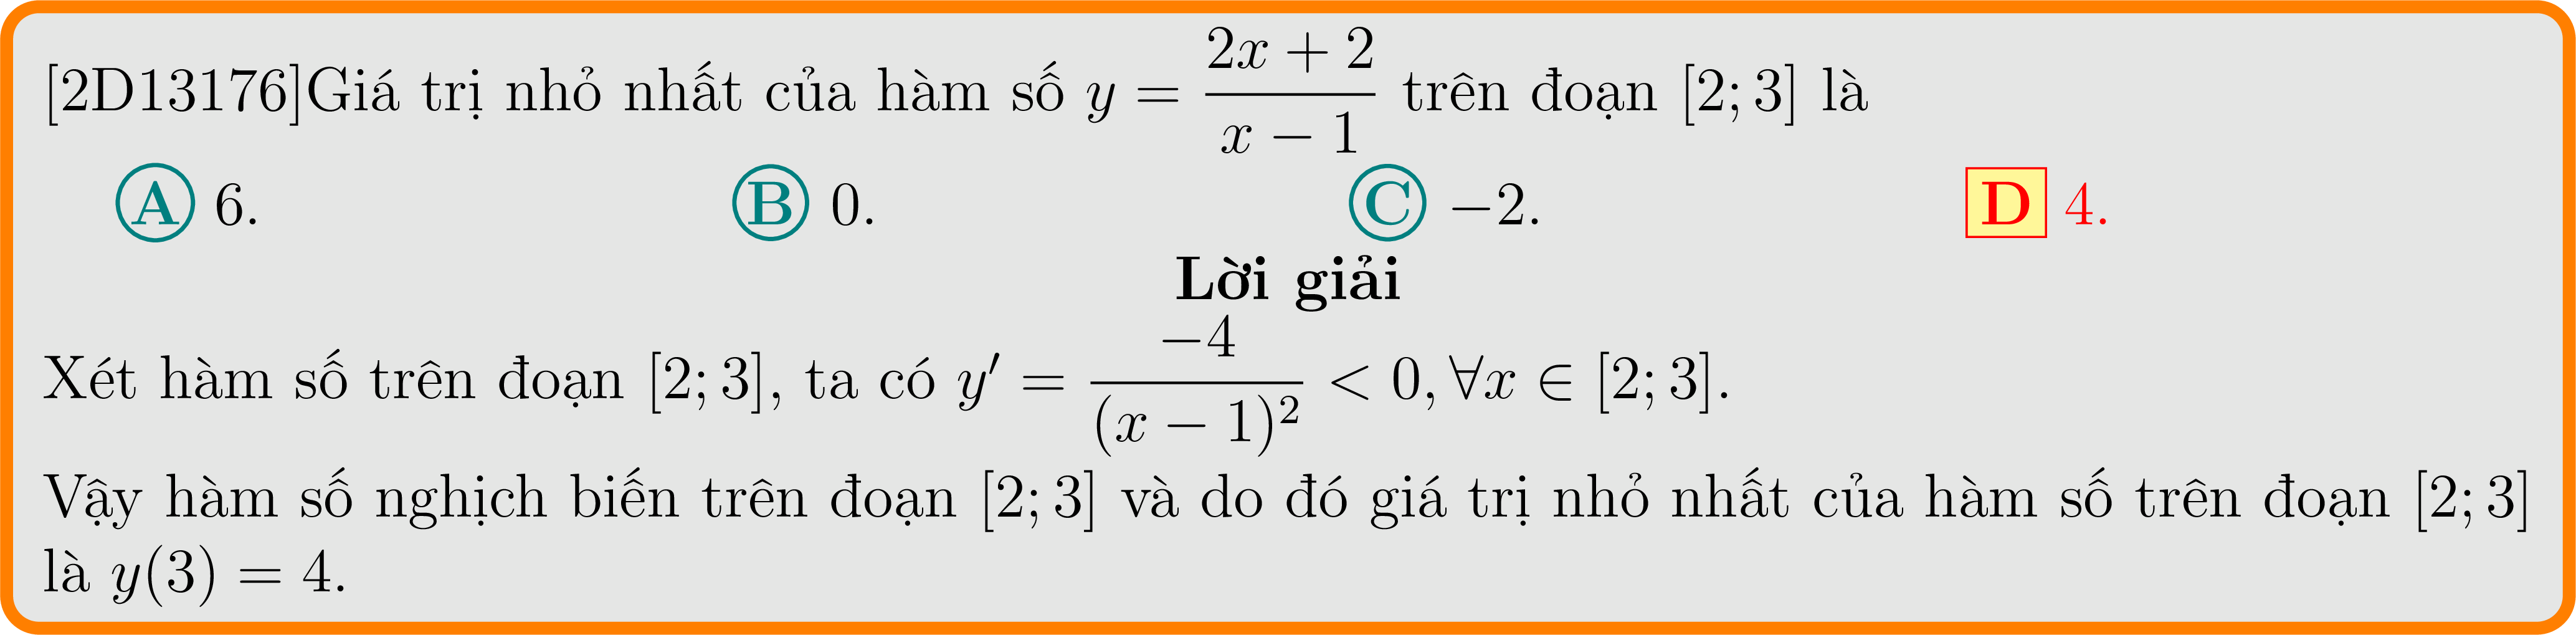 [2D13176]Giá trị nhỏ nhất của hàm số $y = \dfrac{2x + 2}{x - 1}$ trên đoạn $[2; 3]$ là
A 6. B 0. C −2. D 4.
Lời giải
Xét hàm số trên đoạn $[2; 3]$, ta có $y' = \dfrac{-4}{(x - 1)^2} < 0, \forall x \in [2; 3]$.
Vậy hàm số nghịch biến trên đoạn $[2; 3]$ và do đó giá trị nhỏ nhất của hàm số trên đoạn $[2; 3]$
là $y(3) = 4$.